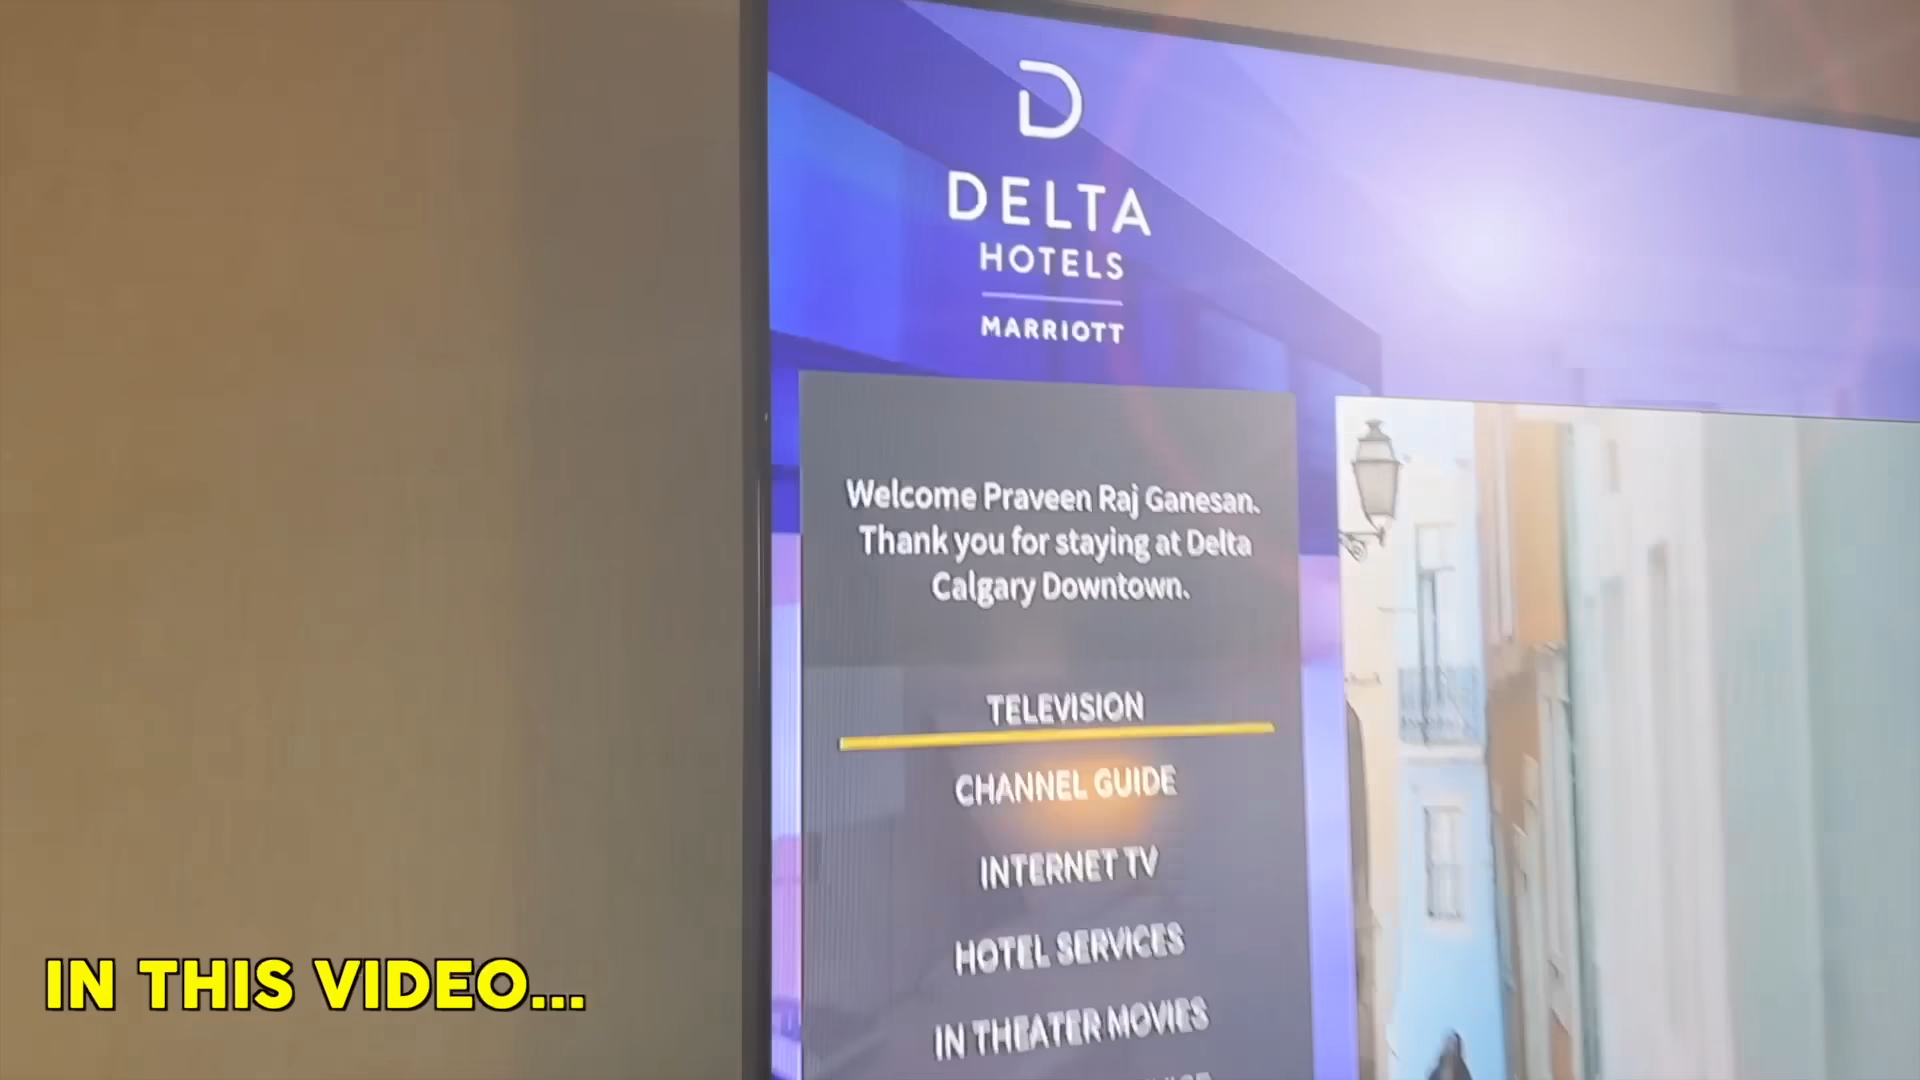 D
DELTA
HOTELS
MARRIOTT
Welcome Praveen Raj Ganesan.
Thank you for staying at Delta
Calgary Downtown.
TELEVISION
CHANNEL GUIDE
INTERNET TV
HOTEL SERVICES
IN THEATER MOVIES
IN THIS VIDEO...